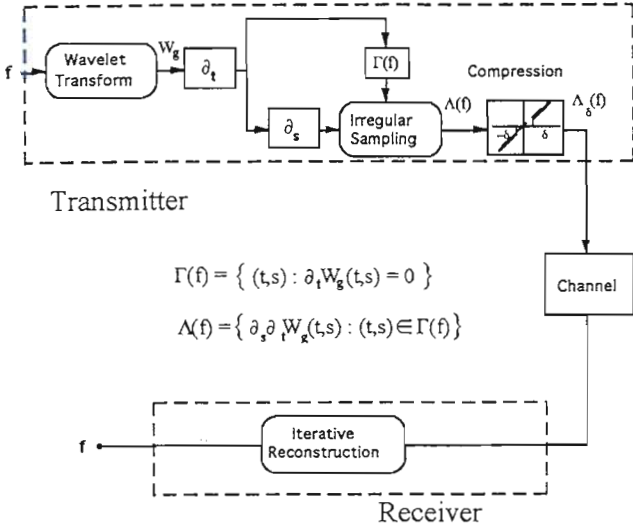 f
Wavelet
Transform
W_g
∂_t
Γ(f)
∂_s
Irregular
Sampling
Λ(f)
Compression
-δ
δ
Λ_δ(f)
Transmitter
Γ(f) = { (t,s) : ∂_t W_g(t,s) = 0 }
Λ(f) = { ∂_s ∂_t W_g(t,s) : (t,s) ∈ Γ(f) }
Channel
f
Iterative
Reconstruction
Receiver